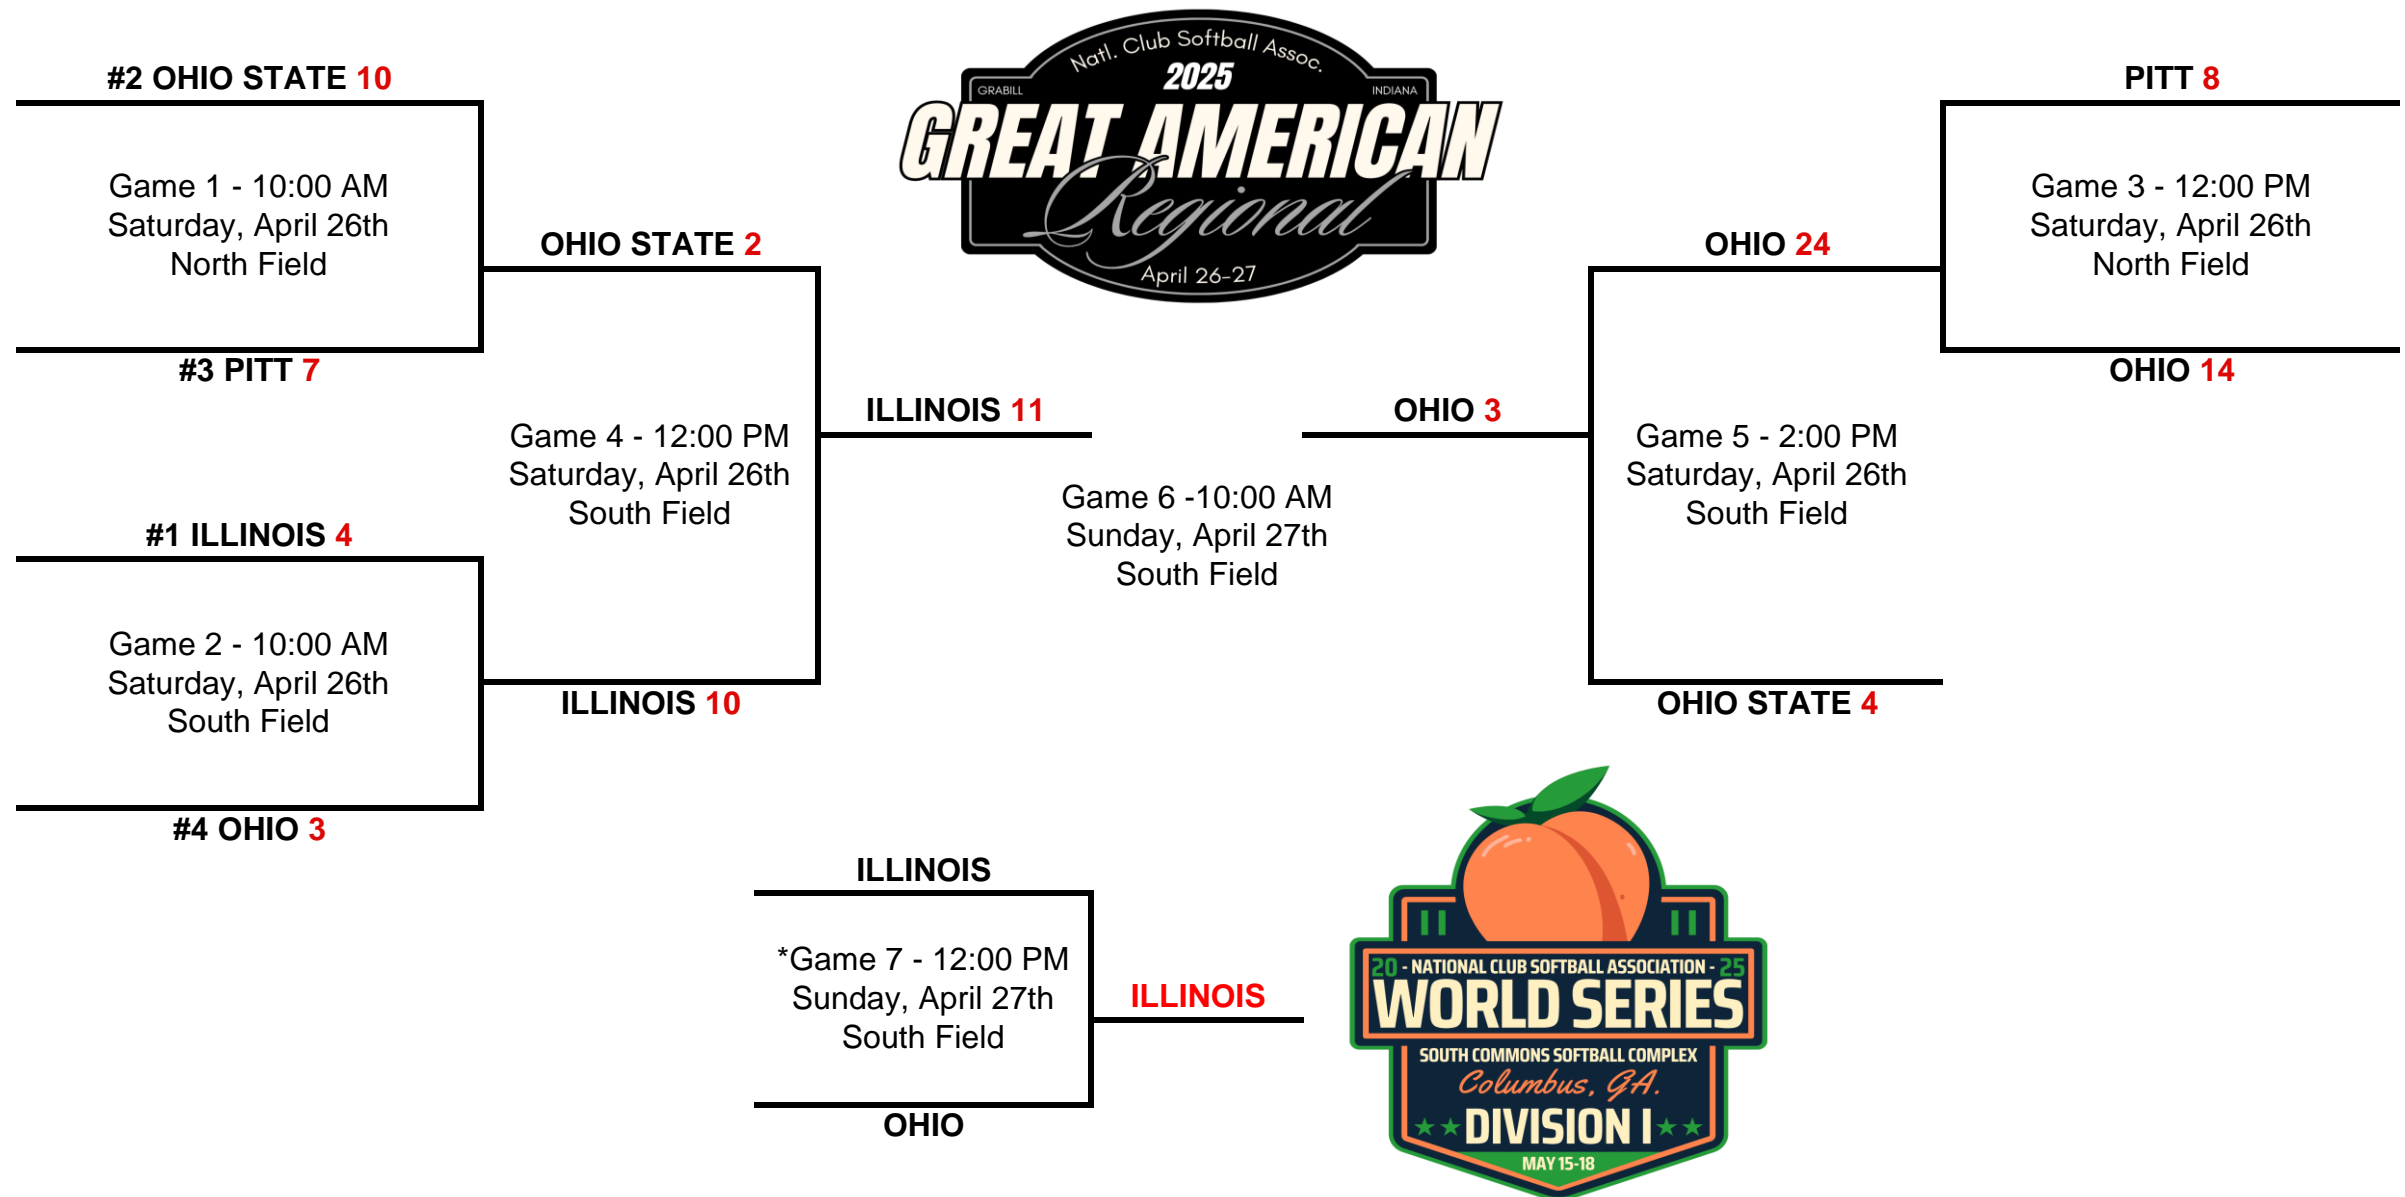 Natl. Club Softball Assoc.
2025
GRABILL
INDIANA
GREAT AMERICAN
Regional
April 26-27
#2 OHIO STATE 10
Game 1 - 10:00 AM
Saturday, April 26th
North Field
#3 PITT 7
OHIO STATE 2
Game 4 - 12:00 PM
Saturday, April 26th
South Field
ILLINOIS 10
#1 ILLINOIS 4
Game 2 - 10:00 AM
Saturday, April 26th
South Field
#4 OHIO 3
ILLINOIS 11
Game 6 -10:00 AM
Sunday, April 27th
South Field
OHIO 3
OHIO 24
Game 5 - 2:00 PM
Saturday, April 26th
South Field
OHIO STATE 4
PITT 8
Game 3 - 12:00 PM
Saturday, April 26th
North Field
OHIO 14
ILLINOIS
*Game 7 - 12:00 PM
Sunday, April 27th
South Field
OHIO
ILLINOIS
20 - NATIONAL CLUB SOFTBALL ASSOCIATION - 25
WORLD SERIES
SOUTH COMMONS SOFTBALL COMPLEX
Columbus, GA.
DIVISION I
MAY 15-18